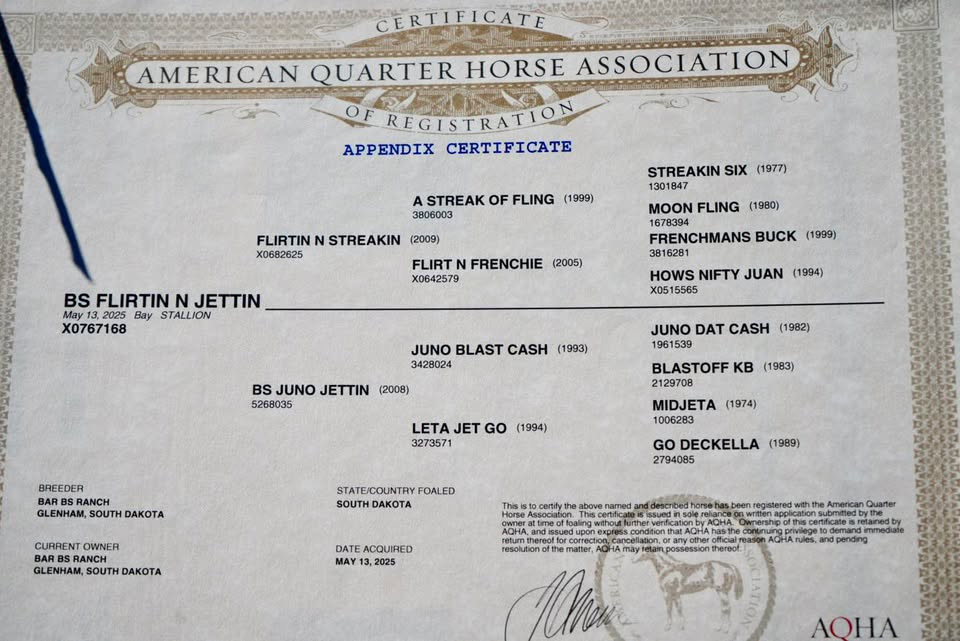 CERTIFICATE
AMERICAN QUARTER HORSE ASSOCIATION
OF REGISTRATION
APPENDIX CERTIFICATE
STREAKIN SIX (1977)
1301847
A STREAK OF FLING (1999)
3806003
MOON FLING (1980)
1678394
FLIRTIN N STREAKIN (2009)
X0682625
FRENCHMANS BUCK (1999)
3816281
FLIRT N FRENCHIE (2005)
X0642579
HOWS NIFTY JUAN (1994)
X0515565
BS FLIRTIN N JETTIN
May 13, 2025 Bay STALLION
X0767168
JUNO DAT CASH (1982)
1961539
JUNO BLAST CASH (1993)
3428024
BLASTOFF KB (1983)
2129708
BS JUNO JETTIN (2008)
5268035
MIDJETA (1974)
1006283
LETA JET GO (1994)
3273571
GO DECKELLA (1989)
2794085
BREEDER
BAR BS RANCH
GLENHAM, SOUTH DAKOTA
STATE/COUNTRY FOALED
SOUTH DAKOTA
CURRENT OWNER
BAR BS RANCH
GLENHAM, SOUTH DAKOTA
DATE ACQUIRED
MAY 13, 2025
This is to certify the above named and described horse has been registered with the American Quarter
Horse Association. This certificate is issued in sole reliance on written application submitted by the
owner at time of foaling without further verification by AQHA. Ownership of this certificate is retained by
AQHA, and issued upon express condition that AQHA has the continuing privilege to demand immediate
return thereof for correction, cancellation, or any other official reason AQHA rules, and pending
resolution of the matter, AQHA may retain possession thereof.
AMERICAN
ASSOCIATION
AQHA